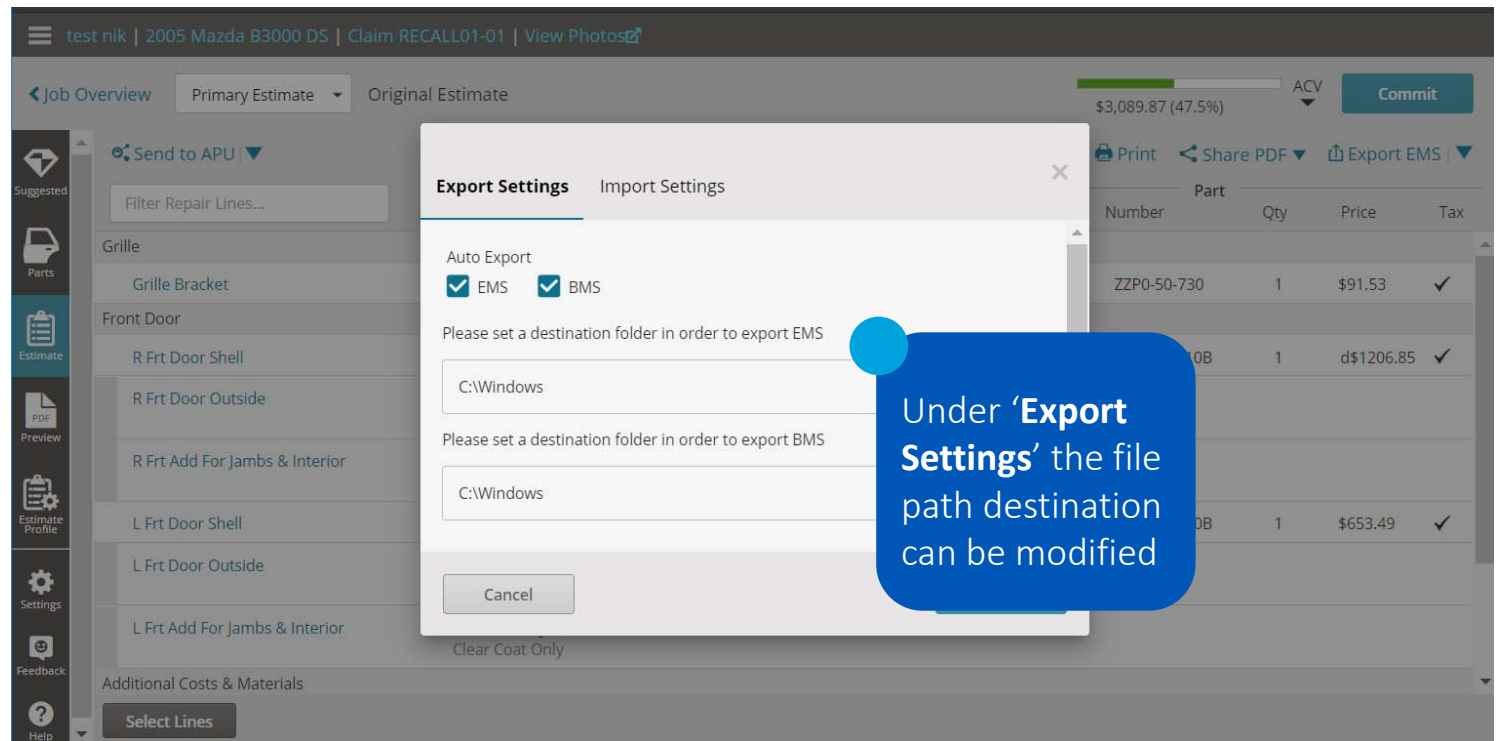 test nik | 2005 Mazda B3000 DS | Claim RECALL01-01 | View Photos
Job Overview Primary Estimate Original Estimate $3,089.87 (47.5%) ACV Commit
Send to APU | Print Share PDF Export EMS |
Filter Repair Lines...
Part
Number Qty Price Tax
Suggested
Parts
Estimate
PDF
Preview
Estimate
Profile
Settings
Feedback
Help
Grille
Grille Bracket ZZP0-50-730 1 $91.53
Front Door
R Frt Door Shell 0B 1 d$1206.85
R Frt Door Outside
R Frt Add For Jambs & Interior
L Frt Door Shell 0B 1 $653.49
L Frt Door Outside
L Frt Add For Jambs & Interior
Clear Coat Only
Additional Costs & Materials
Select Lines
Export Settings Import Settings
Auto Export
EMS BMS
Please set a destination folder in order to export EMS
C:\Windows
Please set a destination folder in order to export BMS
C:\Windows
Cancel
Under ‘Export
Settings’ the file
path destination
can be modified